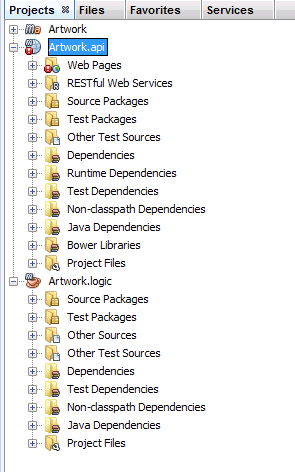 Projects Files Favorites Services
Artwork
Artwork.api
Web Pages
RESTful Web Services
Source Packages
Test Packages
Other Test Sources
Dependencies
Runtime Dependencies
Test Dependencies
Non-classpath Dependencies
Java Dependencies
Bower Libraries
Project Files
Artwork.logic
Source Packages
Test Packages
Other Sources
Other Test Sources
Dependencies
Test Dependencies
Non-classpath Dependencies
Java Dependencies
Project Files